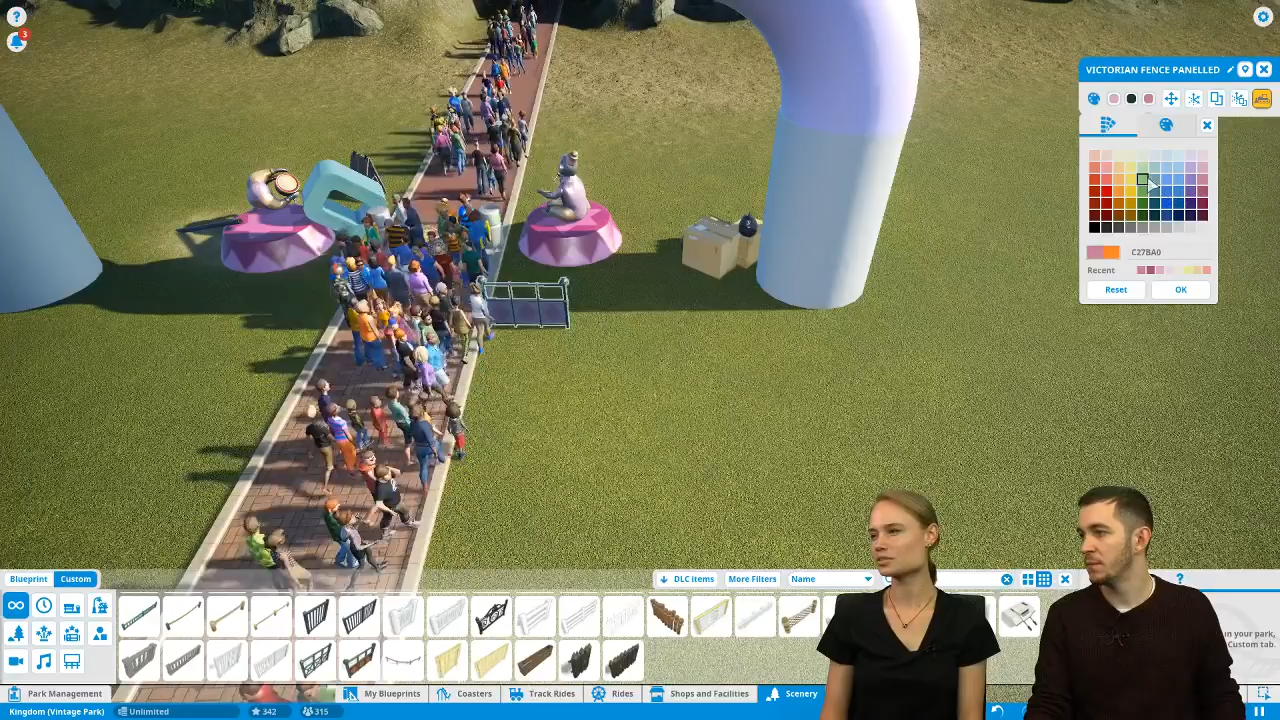 ?
3
VICTORIAN FENCE PANELLED
C27BA0
Recent
Reset
OK
Blueprint
Custom
DLC items
More Filters
Name
?
in your park,
Custom tab.
Park Management
My Blueprints
Coasters
Track Rides
Rides
Shops and Facilities
Scenery
Kingdom (Vintage Park)
Unlimited
342
315